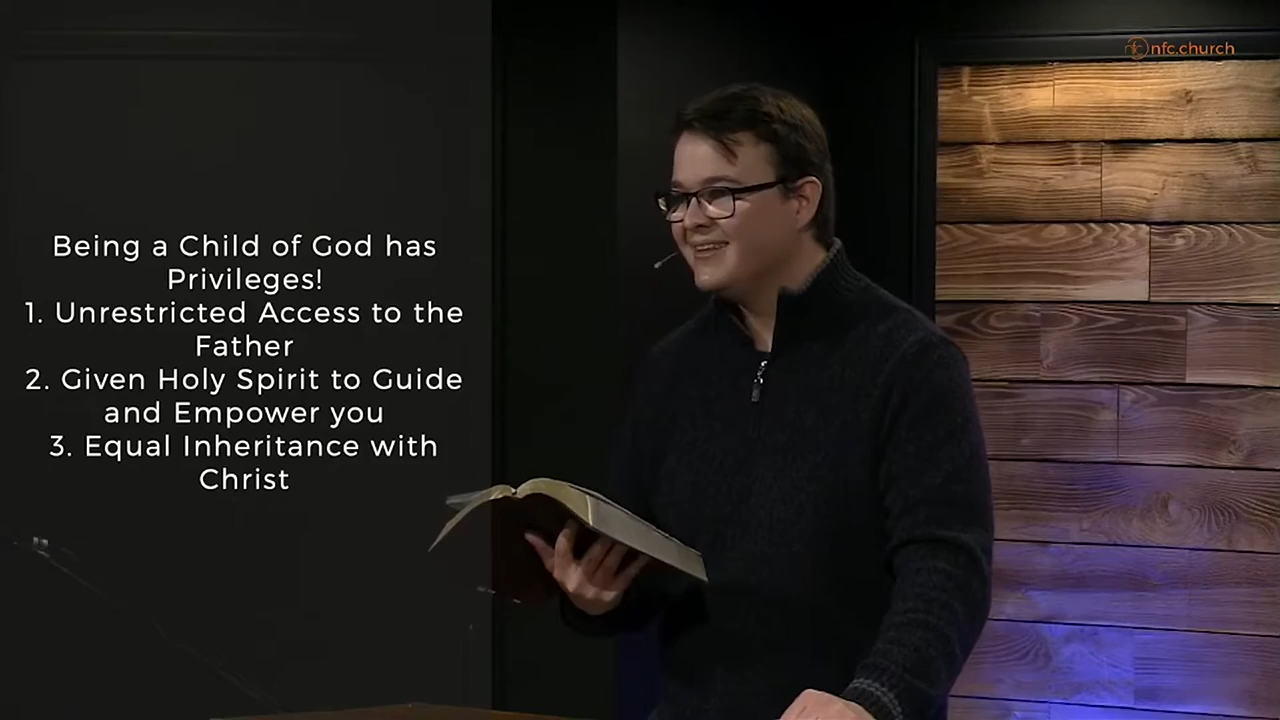 nfc.church
Being a Child of God has
Privileges!
1. Unrestricted Access to the
Father
2. Given Holy Spirit to Guide
and Empower you
3. Equal Inheritance with
Christ